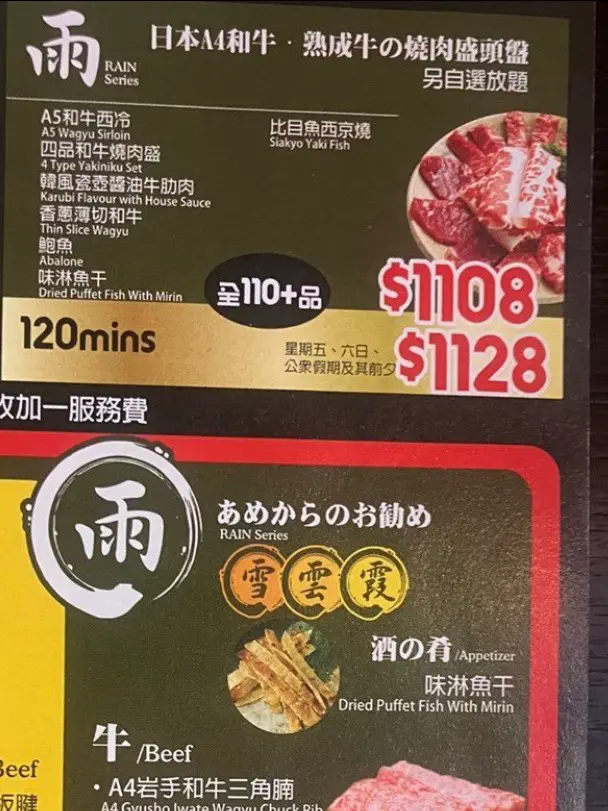 雨
RAIN
Series
日本A4和牛．熟成牛の燒肉盛頭盤
另自選放題
A5和牛西冷
A5 Wagyu Sirloin
四品和牛燒肉盛
4 Type Yakiniku Set
韓風瓷壺醬油牛肋肉
Karubi Flavour with House Sauce
香蔥薄切和牛
Thin Slice Wagyu
鮑魚
Abalone
味淋魚干
Dried Puffet Fish With Mirin
比目魚西京燒
Siakyo Yaki Fish
全110+品
$1108
120mins
星期五、六日、
公眾假期及其前夕
$1128
收加一服務費
雨
あめからのお勧め
RAIN Series
雪 雲 霞
酒の肴 /Appetizer
味淋魚干
Dried Puffet Fish With Mirin
牛 /Beef
・A4岩手和牛三角腩
A4 Gyusho Iwate Wagyu Chuck Rib
Beef
板腱